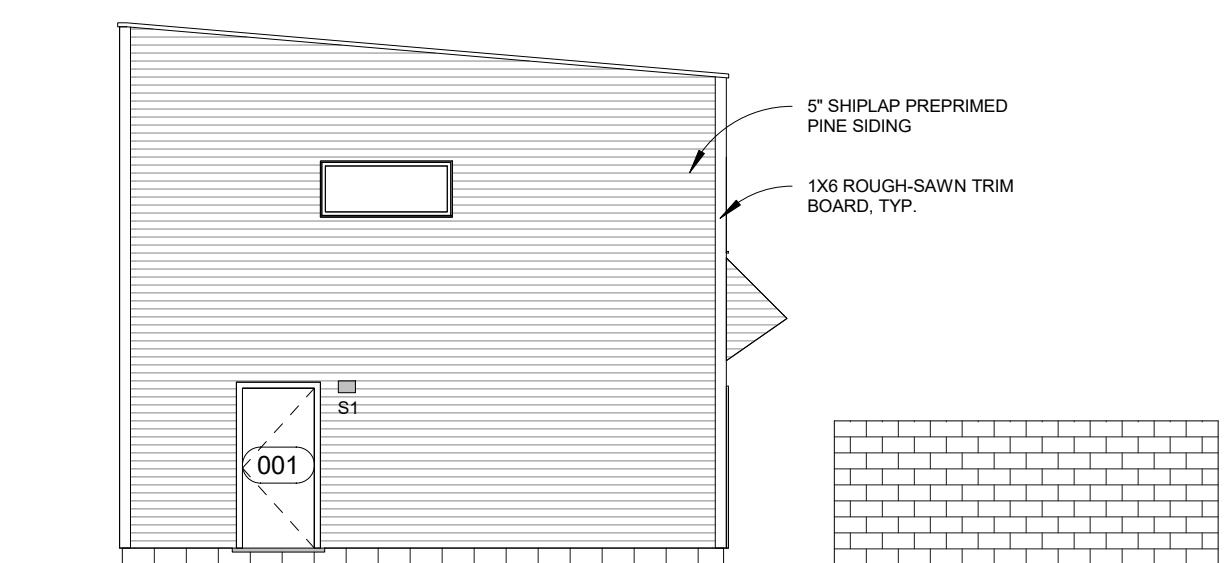 5" SHIPLAP PREPRIMED
PINE SIDING
1X6 ROUGH-SAWN TRIM
BOARD, TYP.
S1
001